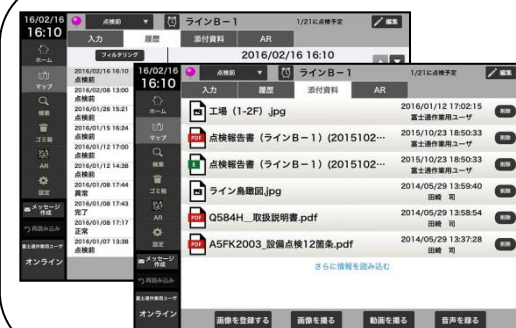 16/02/16
16:10
点検前
ラインB-1
1/21に点検予定
編集
入力
履歴
添付資料
AR
フィルタリング
2016/02/16 16:10
ホーム
マップ
検索
ゴミ箱
AR
設定
メッセージ
作成
再読み込み
富士通作業用ユーザ
オンライン
2016/02/16 16:10
点検前
2016/02/08 13:00
点検前
2016/01/26 15:21
点検前
2016/01/15 16:24
点検前
2016/01/12 17:00
点検前
2016/01/12 14:38
点検前
2016/01/08 17:44
異常
2016/01/08 17:43
完了
2016/01/08 17:17
正常
2016/01/07 13:38
点検前
16/02/16
16:10
点検前
ラインB-1
1/21に点検予定
編集
入力
履歴
添付資料
AR
ホーム
マップ
検索
ゴミ箱
AR
設定
メッセージ
作成
再読み込み
富士通作業用ユーザ
オンライン
工場 (1-2F) .jpg
2016/01/12 17:02:15
富士通作業用ユーザ
削除
PDF
点検報告書(ラインB-1)(2015102…
2015/10/23 18:50:33
富士通作業用ユーザ
削除
点検報告書(ラインB-1)(2015102…
2015/10/23 18:50:33
富士通作業用ユーザ
削除
ライン鳥瞰図.jpg
2014/05/29 13:59:40
田崎 司
削除
PDF
Q584H__取扱説明書.pdf
2014/05/29 13:58:54
田崎 司
削除
PDF
A5FK2003_設備点検12箇条.pdf
2014/05/29 13:37:28
田崎 司
削除
さらに情報を読み込む
画像を登録する
画像を撮る
動画を撮る
音声を録る